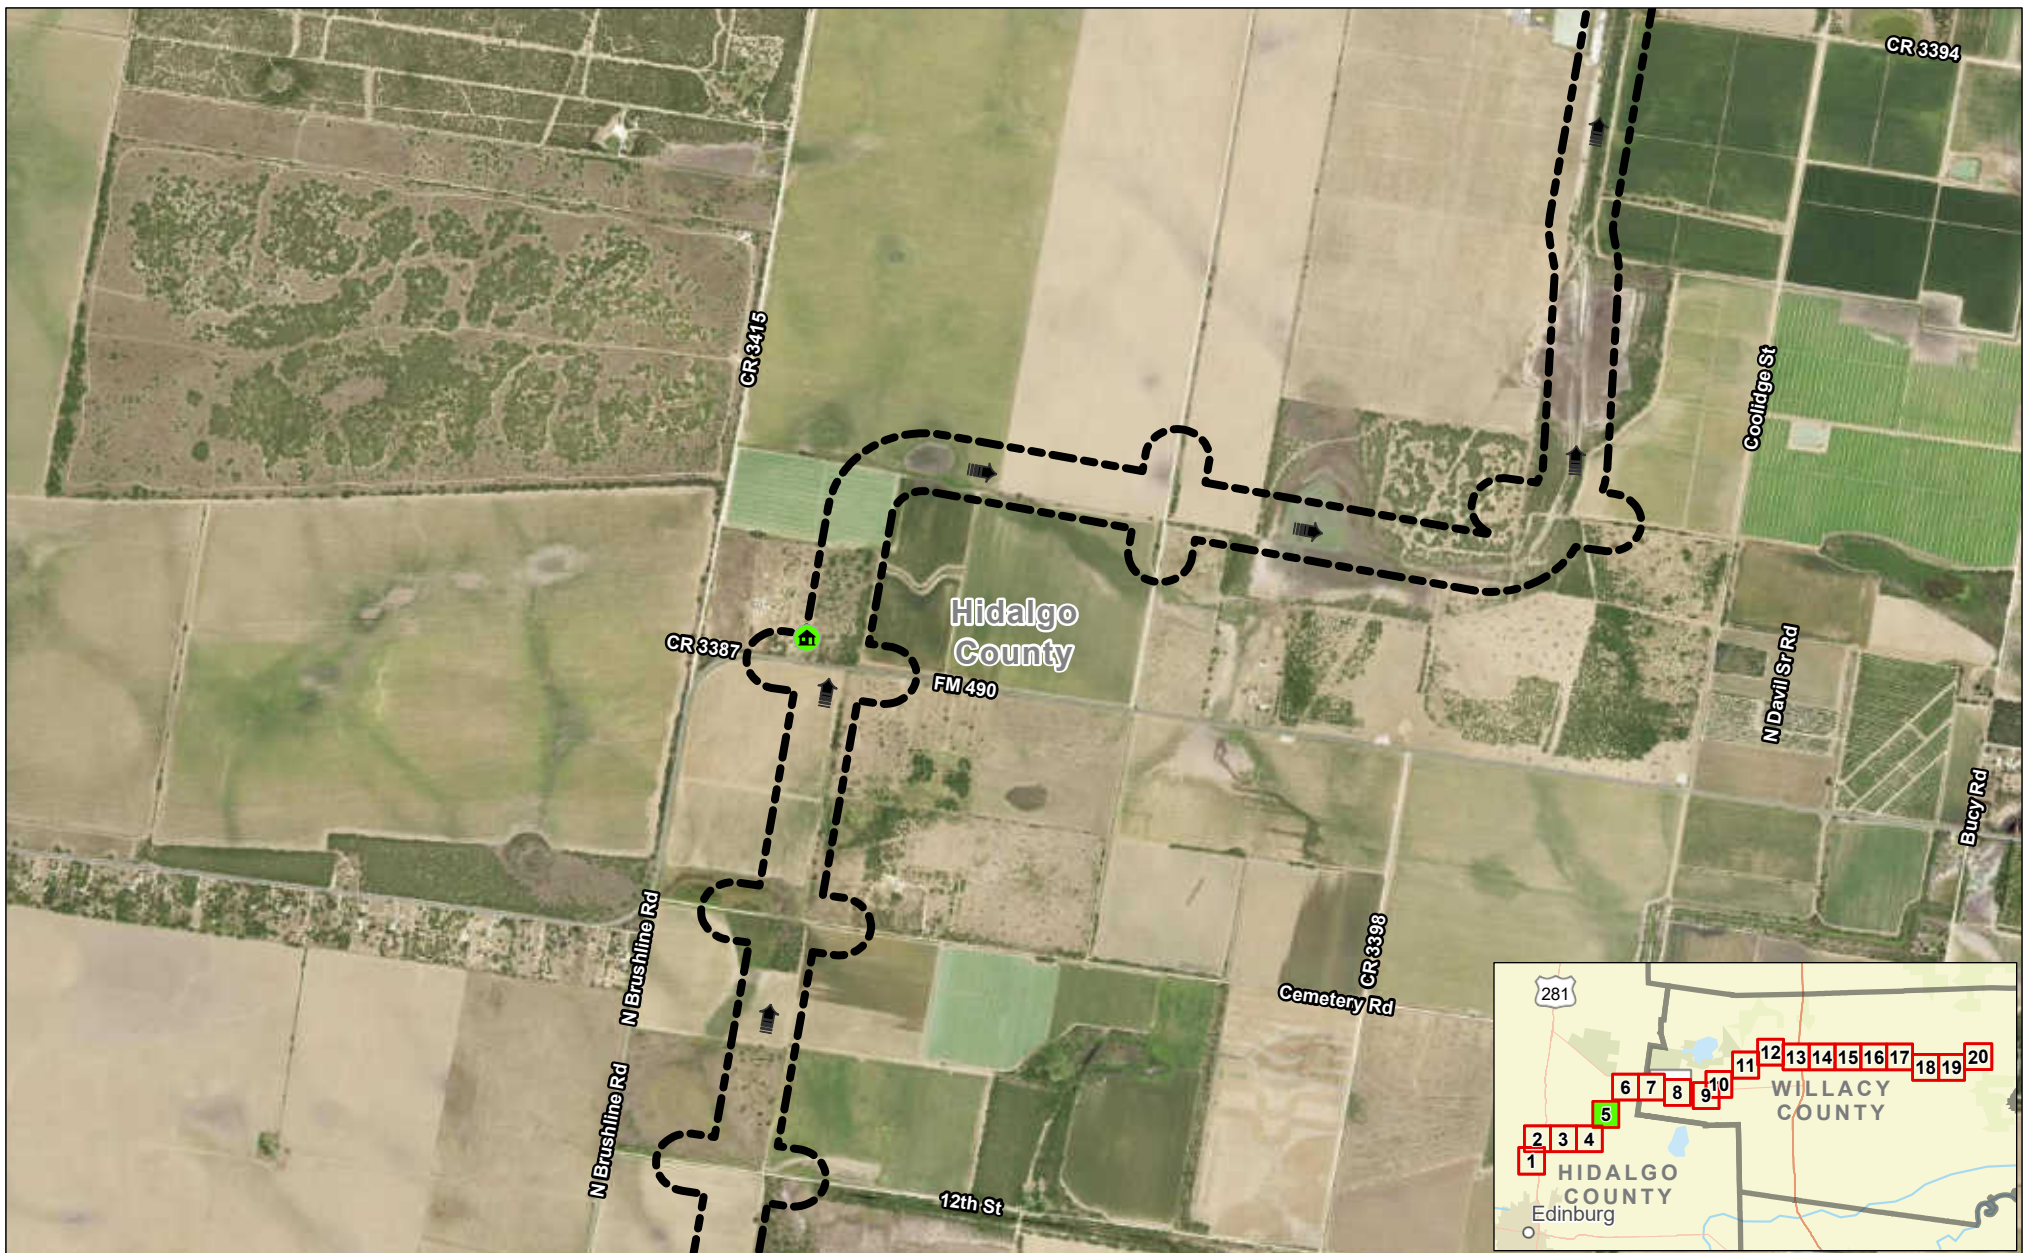 CR 3394
CR 3415
Coolidge St
Hidalgo
County
CR 3387
FM 490
N Davil Sr Rd
Bucy Rd
N Brushline Rd
CR 3398
Cemetery Rd
N Brushline Rd
12th St
281
12
13
14
15
16
17
20
11
18
19
6
7
8
9
10
WILLACY
COUNTY
5
2
3
4
1
HIDALGO
COUNTY
Edinburg